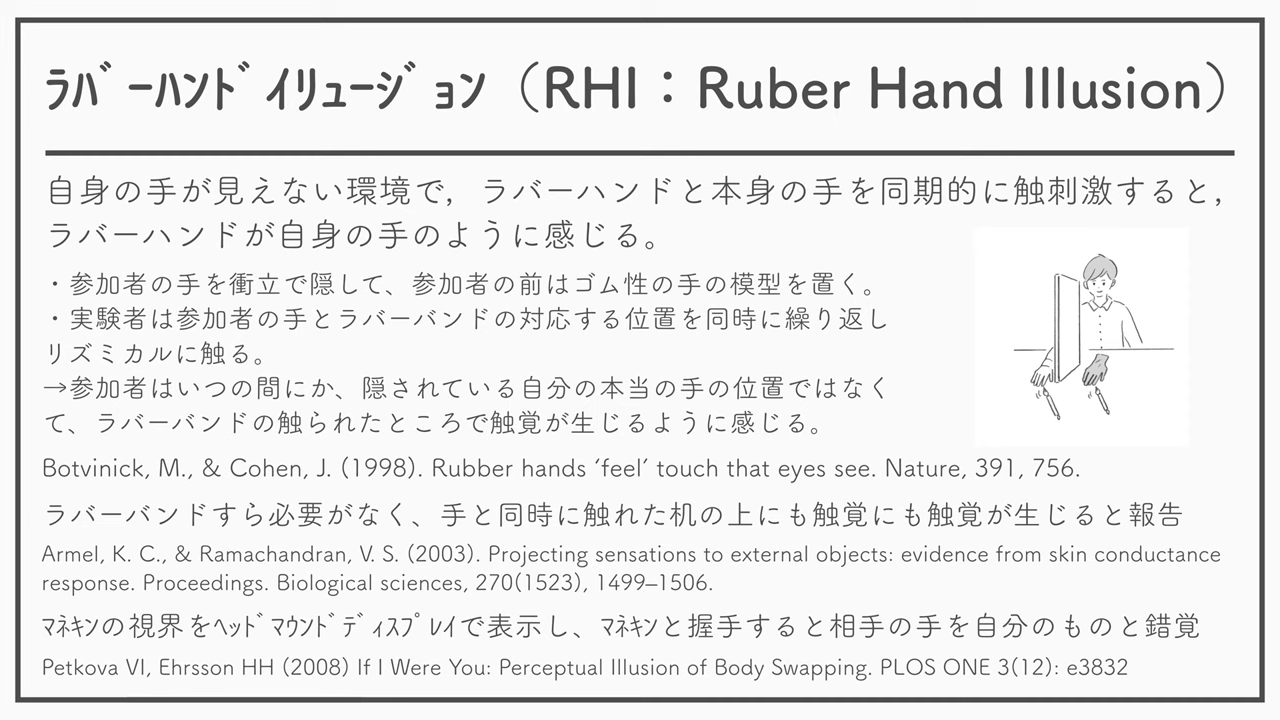 ﾗﾊﾞｰﾊﾝﾄﾞｲﾘｭｰｼﾞｮﾝ（RHI：Ruber Hand Illusion）
自身の手が見えない環境で，ラバーハンドと本身の手を同期的に触刺激すると，
ラバーハンドが自身の手のように感じる。
・参加者の手を衝立で隠して、参加者の前はゴム性の手の模型を置く。
・実験者は参加者の手とラバーバンドの対応する位置を同時に繰り返し
リズミカルに触る。
→参加者はいつの間にか、隠されている自分の本当の手の位置ではなく
て、ラバーバンドの触られたところで触覚が生じるように感じる。
Botvinick, M., & Cohen, J. (1998). Rubber hands ‘feel’ touch that eyes see. Nature, 391, 756.
ラバーバンドすら必要がなく、手と同時に触れた机の上にも触覚にも触覚が生じると報告
Armel, K. C., & Ramachandran, V. S. (2003). Projecting sensations to external objects: evidence from skin conductance
response. Proceedings. Biological sciences, 270(1523), 1499–1506.
ﾏﾈｷﾝの視界をﾍｯﾄﾞﾏｳﾝﾄﾞﾃﾞｨｽﾌﾟﾚｲで表示し、ﾏﾈｷﾝと握手すると相手の手を自分のものと錯覚
Petkova VI, Ehrsson HH (2008) If I Were You: Perceptual Illusion of Body Swapping. PLOS ONE 3(12): e3832